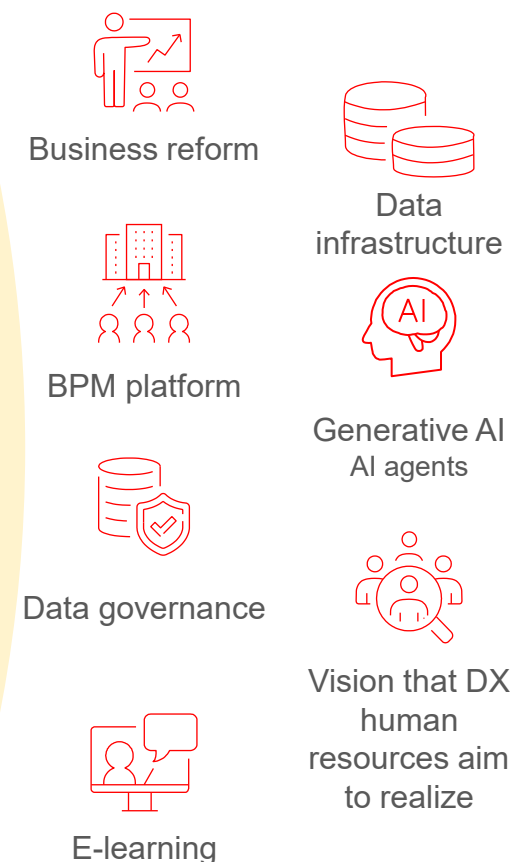 Business reform
Data
infrastructure
BPM platform
AI
Generative AI
AI agents
Data governance
Vision that DX
human
resources aim
to realize
E-learning